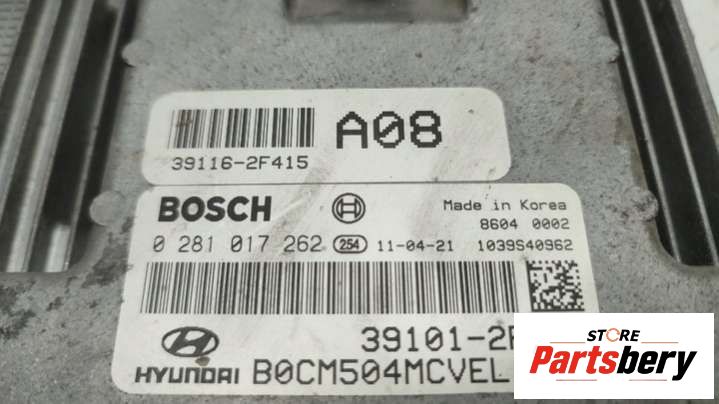 A08
39116-2F415
BOSCH
Made in Korea
8604 0002
0 281 017 262 254 11-04-21 1039S40962
39101-2
HYUNDAI B0CM504MCVEL
STORE
Partsbery